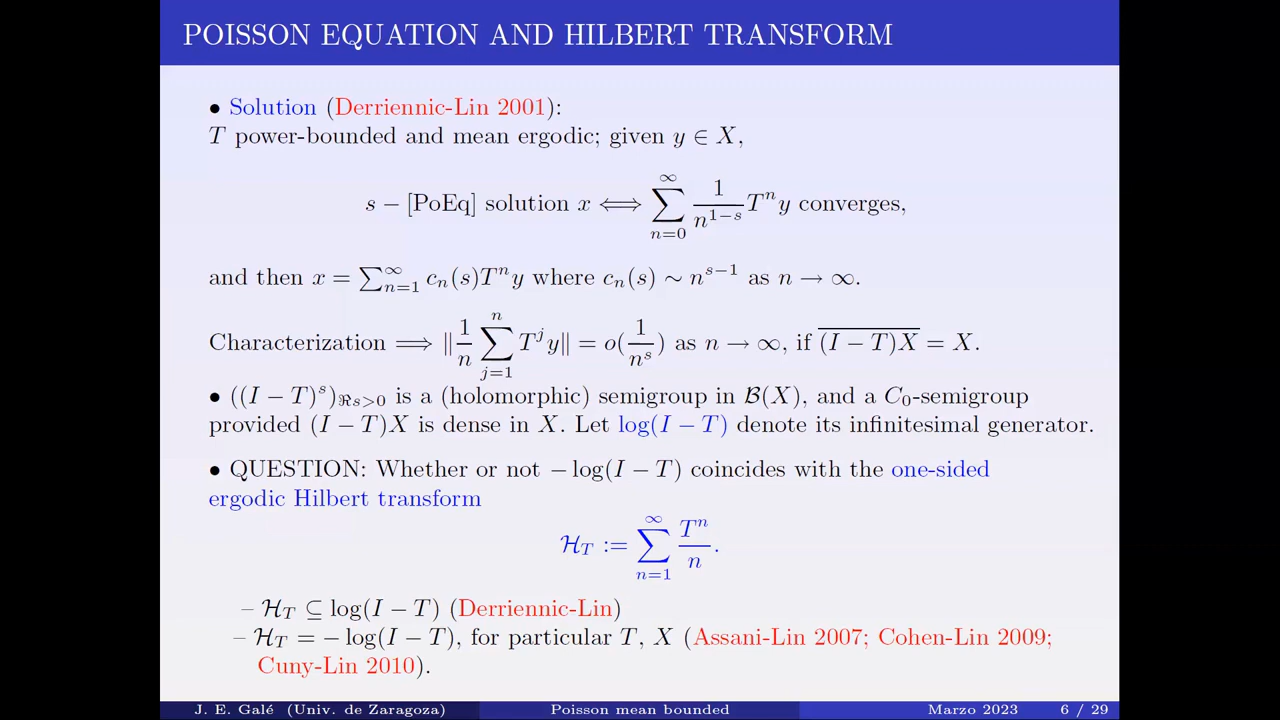 POISSON EQUATION AND HILBERT TRANSFORM
• Solution (Derriennic-Lin 2001):
T power-bounded and mean ergodic; given y ∈ X,
s − [PoEq] solution x ⟺ ∑_{n=0}^{∞} \frac{1}{n^{1−s}} T^n y converges,
and then x = ∑_{n=1}^{∞} c_n(s)T^n y where c_n(s) ∼ n^{s−1} as n → ∞.
Characterization ⟹ ‖\frac{1}{n} ∑_{j=1}^{n} T^j y‖ = o(\frac{1}{n^s}) as n → ∞, if \overline{(I − T)X} = X.
• ((I − T)^s)_{ℜs>0} is a (holomorphic) semigroup in 𝓑(X), and a C_0-semigroup
provided (I − T)X is dense in X. Let log(I − T) denote its infinitesimal generator.
• QUESTION: Whether or not − log(I − T) coincides with the one-sided
ergodic Hilbert transform
𝓗_T := ∑_{n=1}^{∞} \frac{T^n}{n}.
– 𝓗_T ⊆ log(I − T) (Derriennic-Lin)
– 𝓗_T = − log(I − T), for particular T, X (Assani-Lin 2007; Cohen-Lin 2009;
Cuny-Lin 2010).
J. E. Galé (Univ. de Zaragoza) Poisson mean bounded Marzo 2023 6 / 29